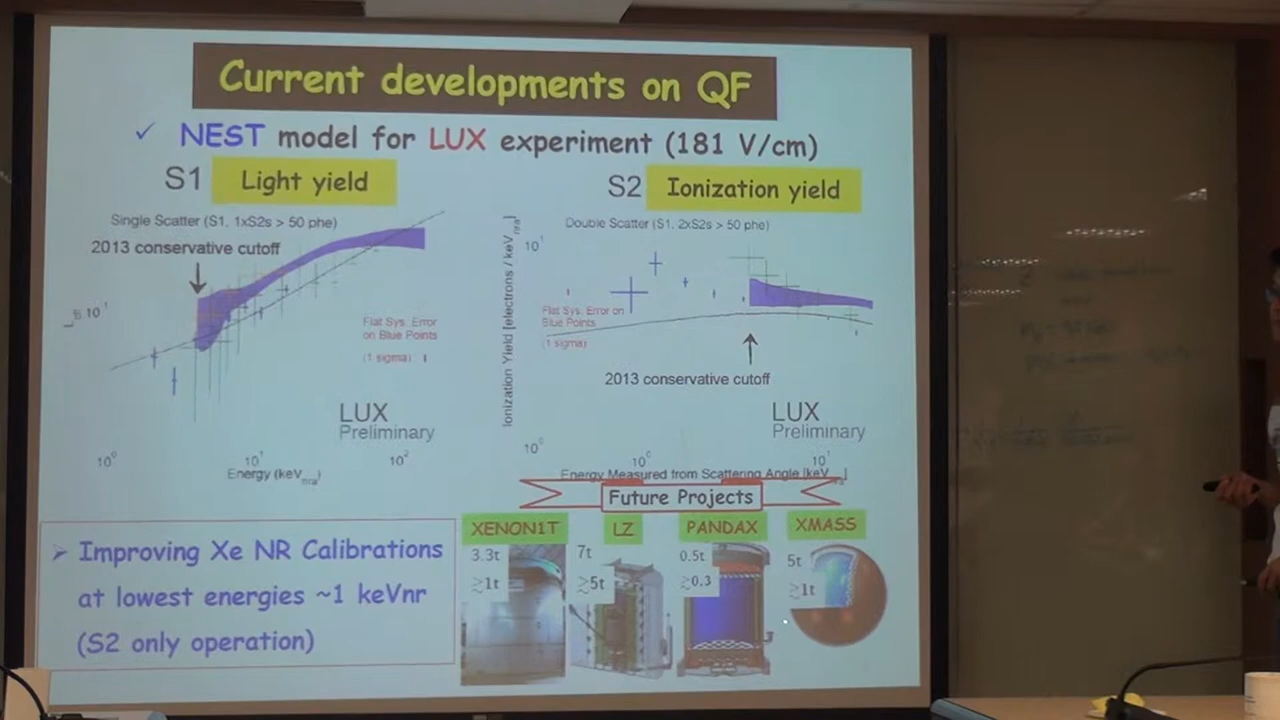 Current developments on QF
✓ NEST model for LUX experiment (181 V/cm)
S1 Light yield
Single Scatter (S1, 1xS2s > 50 phe)
2013 conservative cutoff
10¹
Flat Sys. Error
on Blue Points
(1 sigma)
LUX
Preliminary
10⁰ 10¹ 10²
Energy (keVnra)
S2 Ionization yield
Double Scatter (S1, 2xS2s > 50 phe)
Ionization Yield [electrons / keVnra]
10¹
Flat Sys. Error on
Blue Points
(1 sigma)
2013 conservative cutoff
LUX
Preliminary
10⁰
10⁰ 10¹
Energy Measured from Scattering Angle [keVnra]
Future Projects
➢ Improving Xe NR Calibrations
at lowest energies ~1 keVnr
(S2 only operation)
XENON1T LZ PANDAX XMASS
3.3t 7t 0.5t 5t
≳1t ≳5t ≳0.3 ≳1t